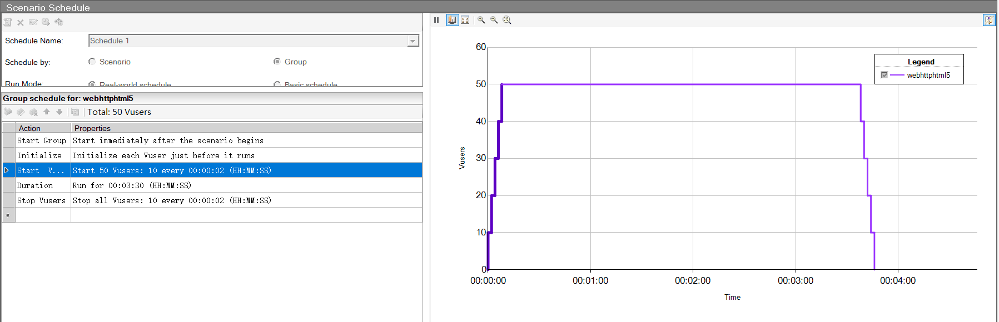 Scenario Schedule
Schedule Name:
Schedule 1
Schedule by:
Scenario
Group
Run Mode:
Real-world schedule
Basic schedule
Group schedule for: webhttphtml5
Total: 50 Vusers
Action Properties
Start Group Start immediately after the scenario begins
Initialize Initialize each Vuser just before it runs
Start V... Start 50 Vusers: 10 every 00:00:02 (HH:MM:SS)
Duration Run for 00:03:30 (HH:MM:SS)
Stop Vusers Stop all Vusers: 10 every 00:00:02 (HH:MM:SS)
*
60
50
40
30
20
10
0
Vusers
00:00:00 00:01:00 00:02:00 00:03:00 00:04:00
Time
Legend
webhttphtml5